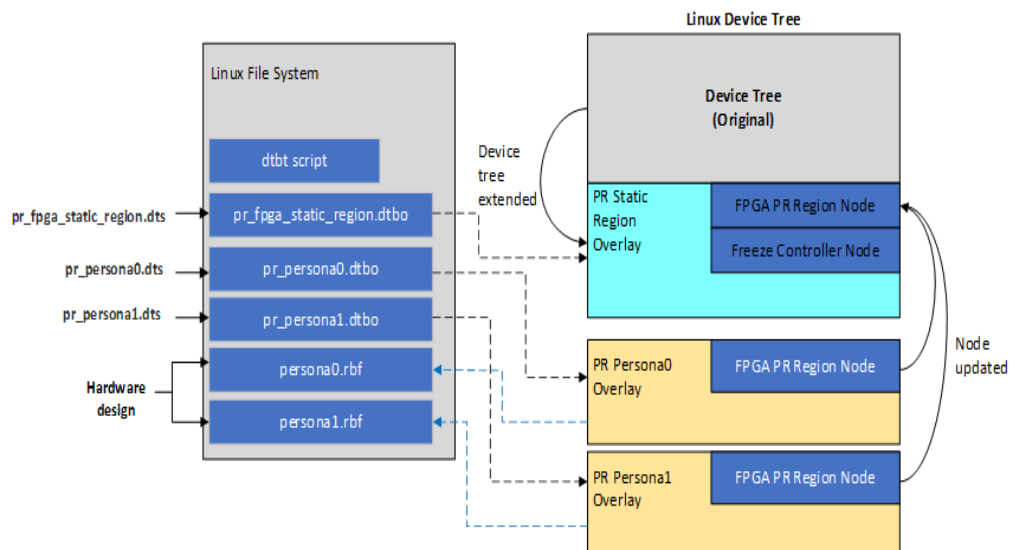 Linux Device Tree
Linux File System
Device Tree
(Original)
dtbt script
Device
tree
extended
pr_fpga_static_region.dts
pr_fpga_static_region.dtbo
PR Static
Region
Overlay
FPGA PR Region Node
Freeze Controller Node
pr_persona0.dts
pr_persona0.dtbo
pr_persona1.dts
pr_persona1.dtbo
Hardware
design
persona0.rbf
persona1.rbf
PR Persona0
Overlay
FPGA PR Region Node
Node
updated
PR Persona1
Overlay
FPGA PR Region Node